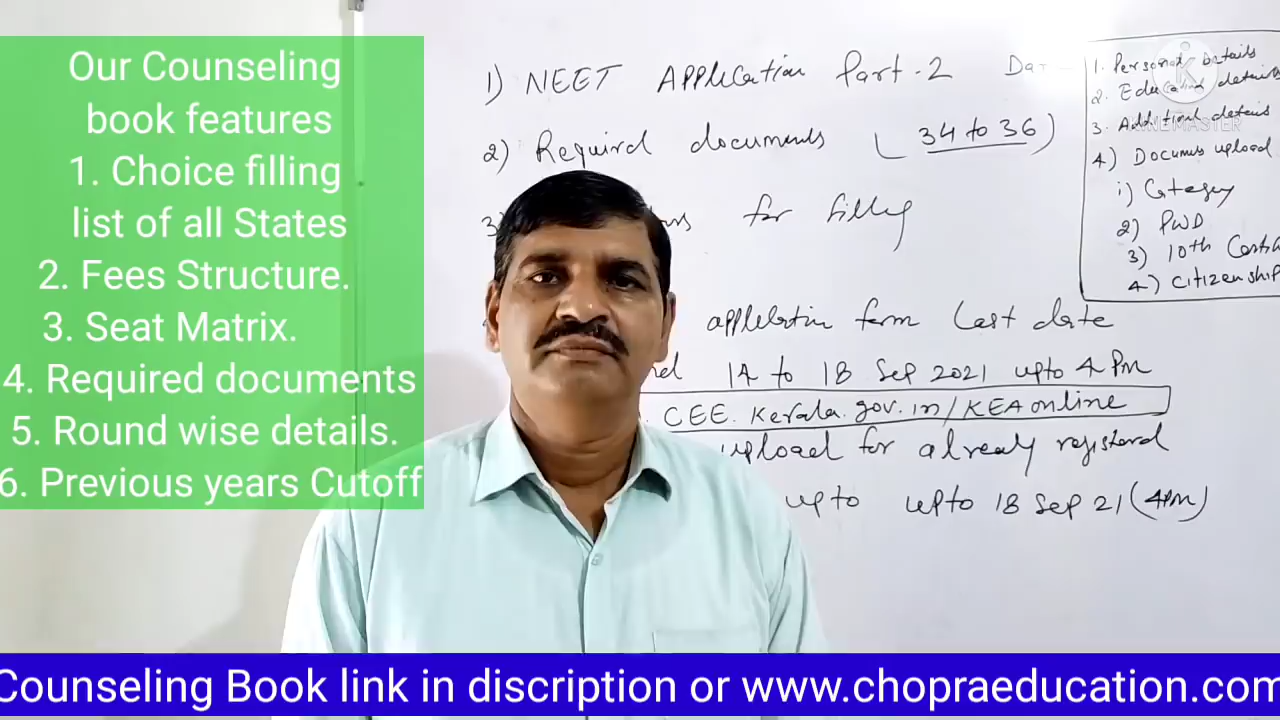 Our Counseling
book features
1. Choice filling
list of all States
2. Fees Structure.
3. Seat Matrix.
4. Required documents
5. Round wise details.
6. Previous years Cutoff
1) NEET Application Part-2
2) Required documents (34 to 36)
3) for filling
application form Last date
14 to 18 Sep 2021 upto 4 PM
CEE.Kerala.gov.in/KEAonline
upload for already registered
upto upto 18 Sep 21 (4PM)
1. Personal Details
2. Education details
3. details
4) upload
i) Category
2) PWD
3) 10th
4) Citizenship
KINEMASTER
Counseling Book link in discription or www.chopraeducation.com